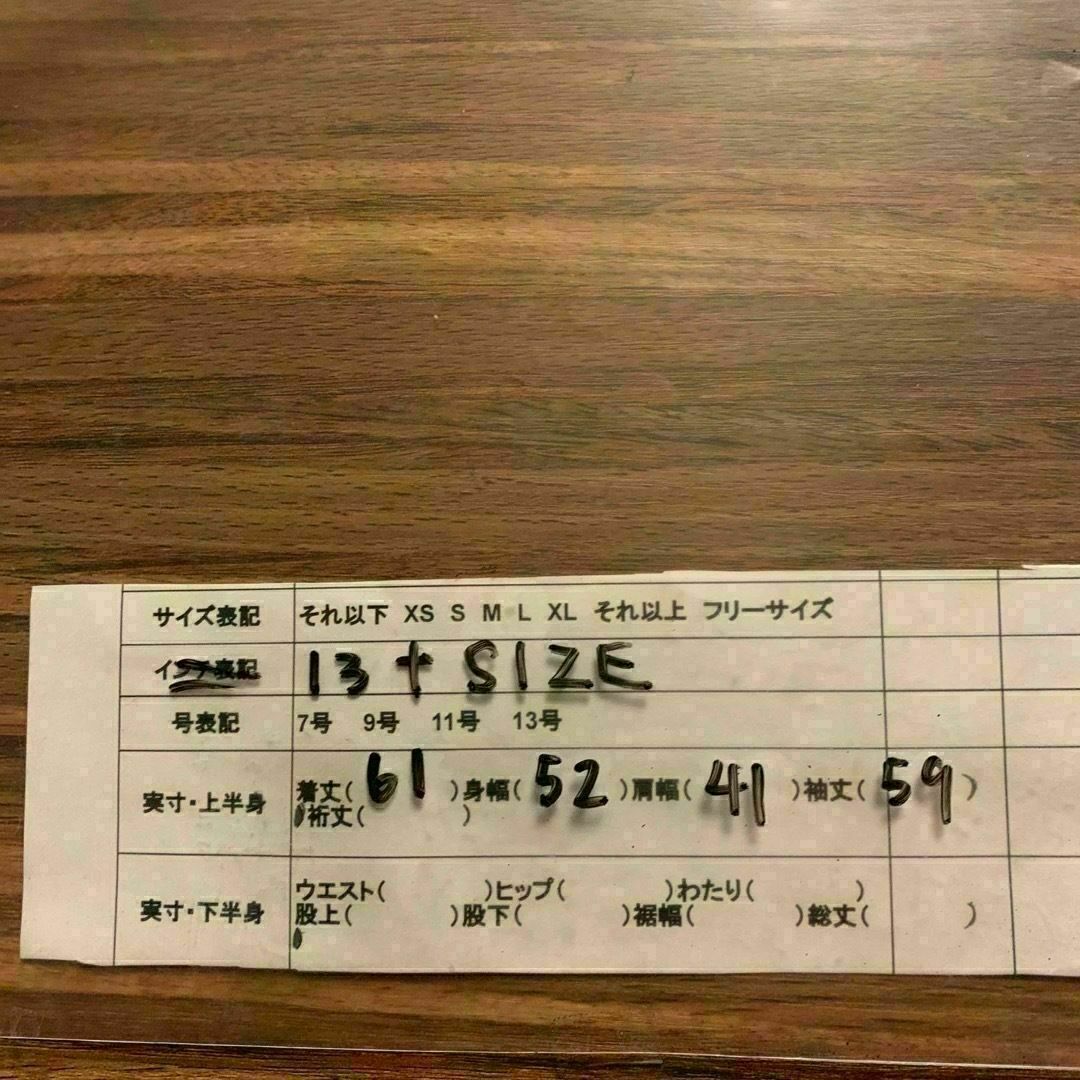 サイズ表記 それ以下 XS S M L XL それ以上 フリーサイズ
インチ表記 13+ SIZE
号表記 7号 9号 11号 13号
実寸・上半身 着丈( 61 )身幅( 52 )肩幅( 41 )袖丈( 59 )
裄丈( )
実寸・下半身 ウエスト( )ヒップ( )わたり( )
股上( )股下( )裾幅( )総丈( )